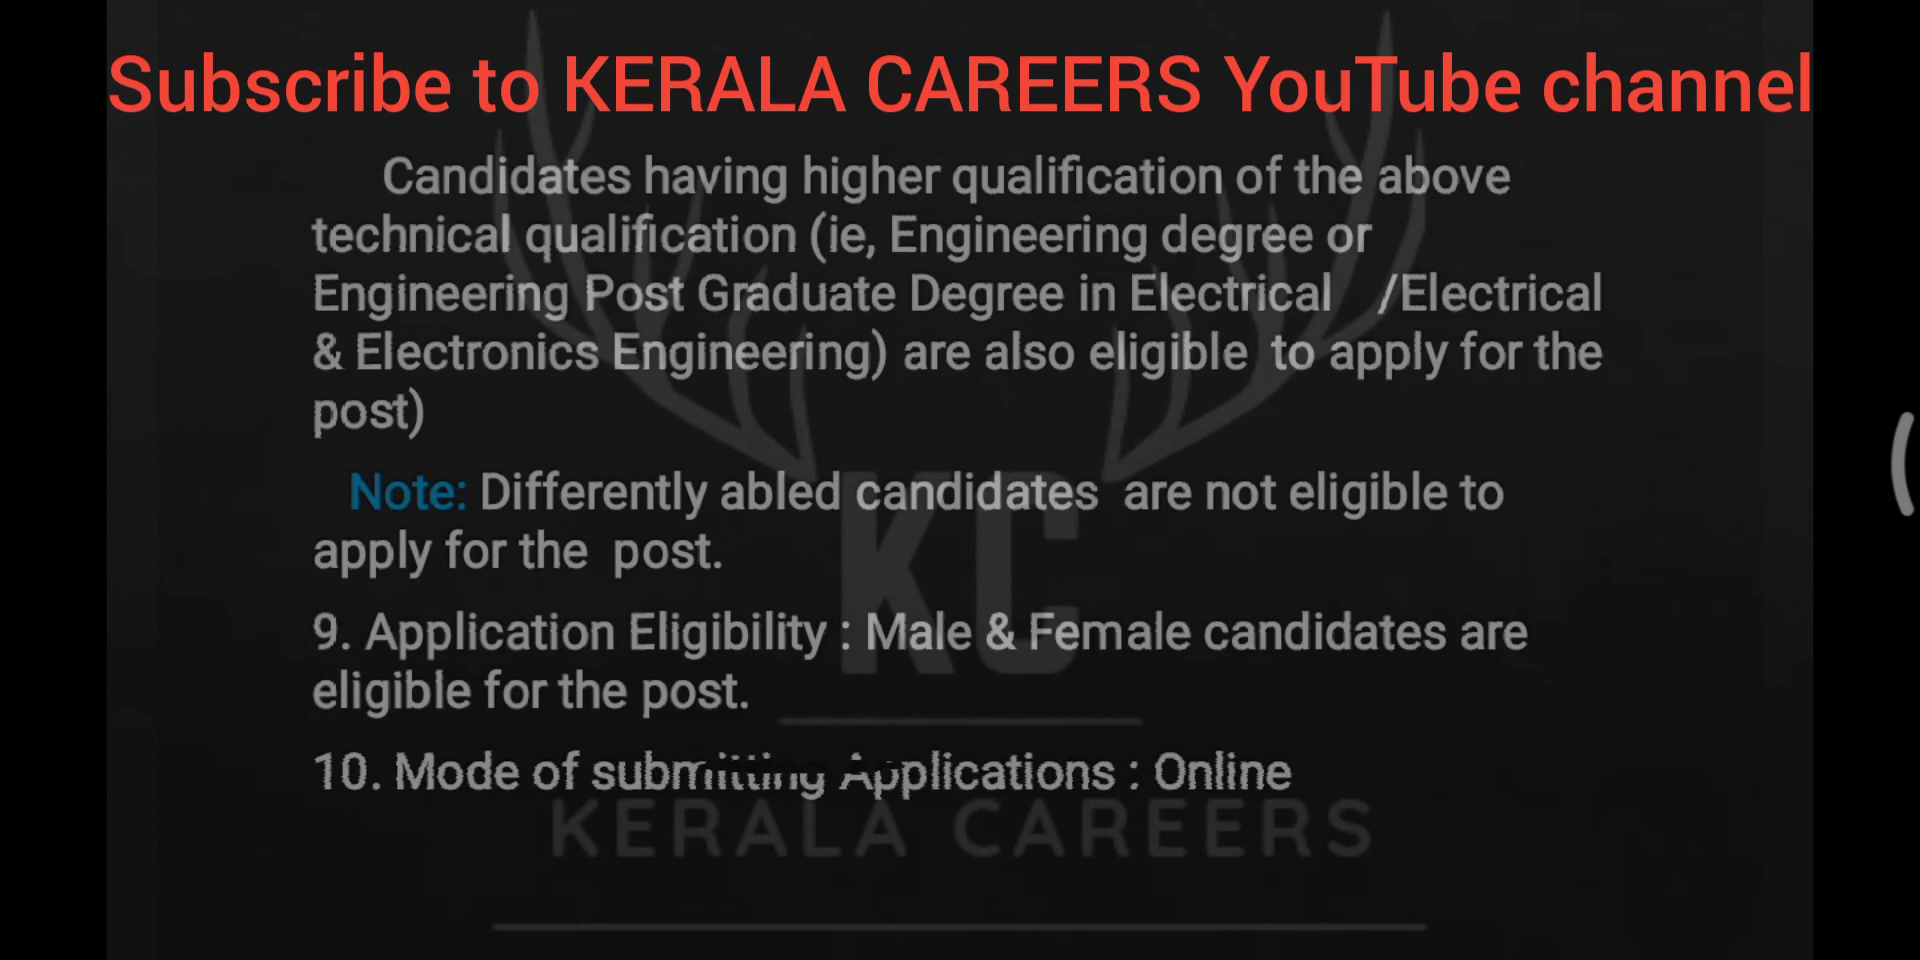 Subscribe to KERALA CAREERS YouTube channel
Candidates having higher qualification of the above
technical qualification (ie, Engineering degree or
Engineering Post Graduate Degree in Electrical /Electrical
& Electronics Engineering) are also eligible to apply for the
post)
Note: Differently abled candidates are not eligible to
apply for the post.
KC
9. Application Eligibility : Male & Female candidates are
eligible for the post.
10. Mode of submitting Applications : Online
KERALA CAREERS